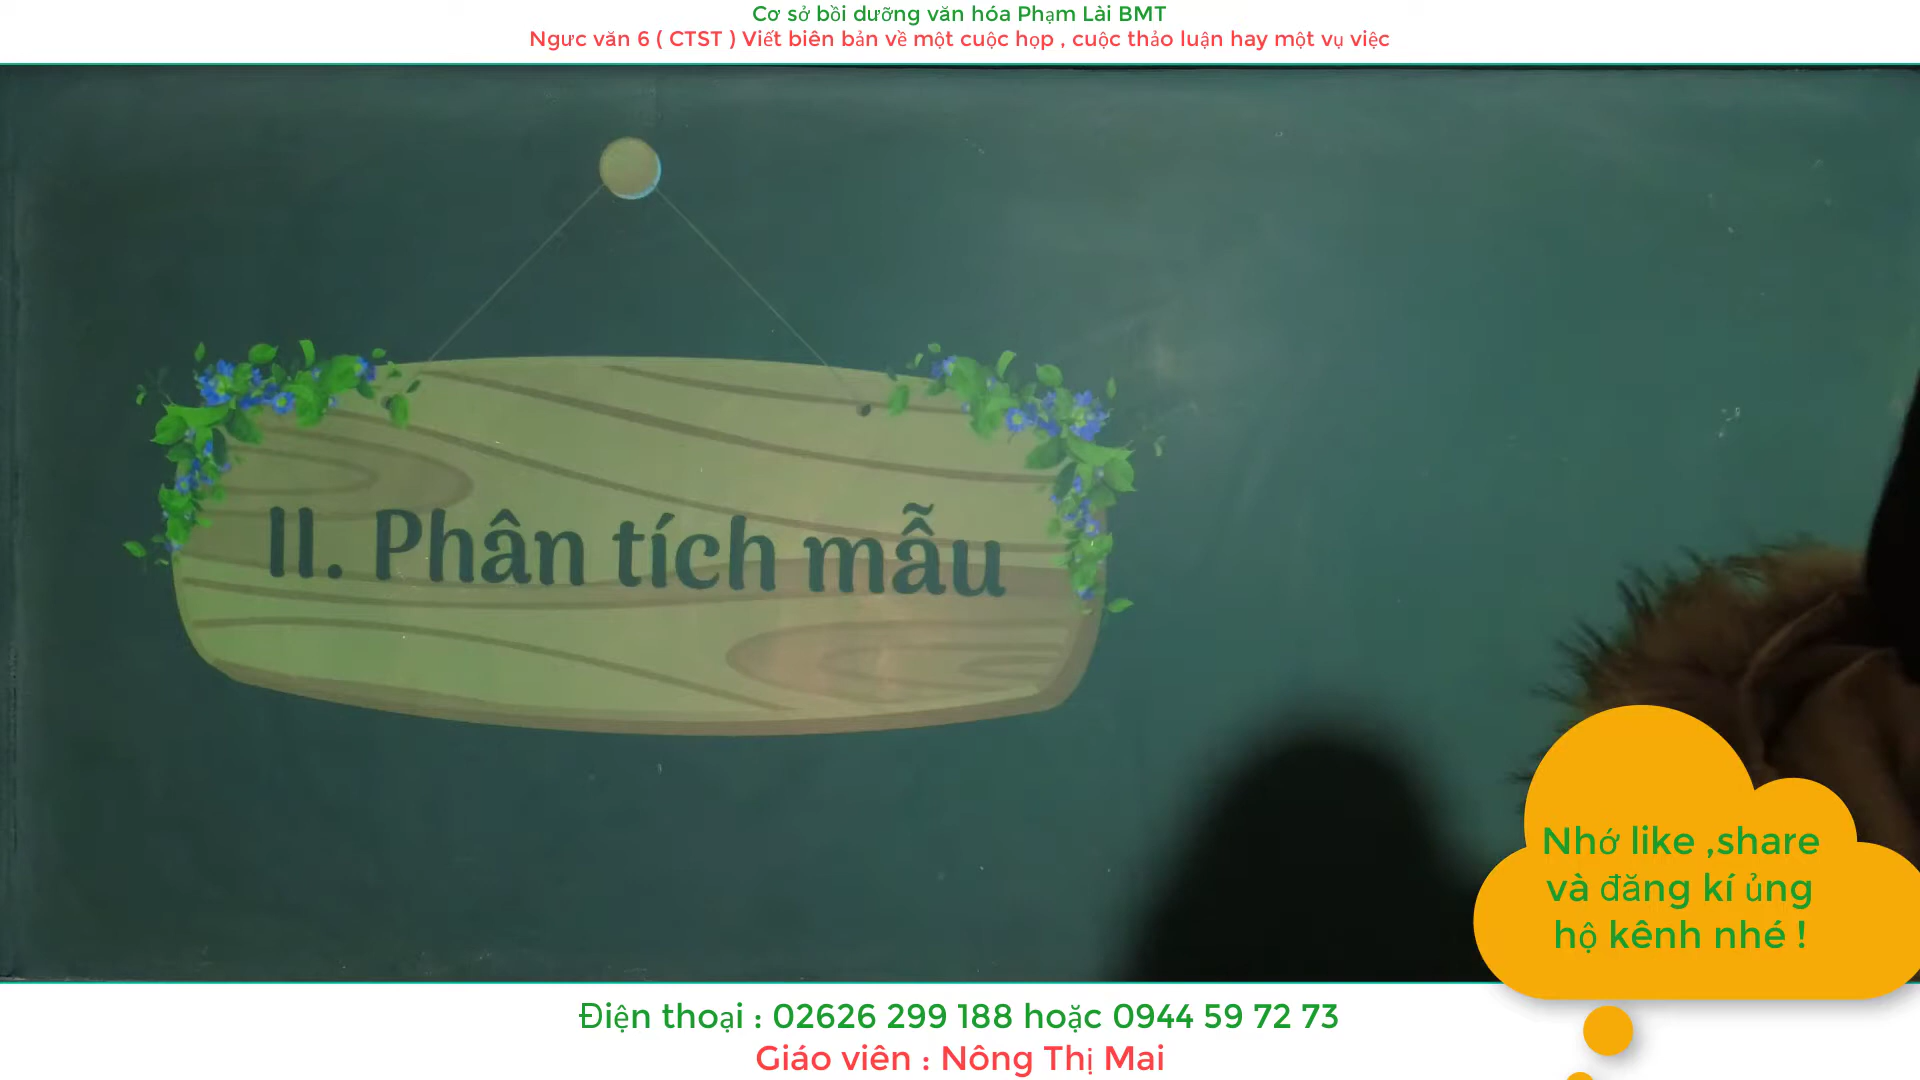 Cơ sở bồi dưỡng văn hóa Phạm Lài BMT
Ngưc văn 6 ( CTST ) Viết biên bản về một cuộc họp , cuộc thảo luận hay một vụ việc
II. Phân tích mẫu
Nhớ like ,share
và đăng kí ủng
hộ kênh nhé !
Điện thoại : 02626 299 188 hoặc 0944 59 72 73
Giáo viên : Nông Thị Mai